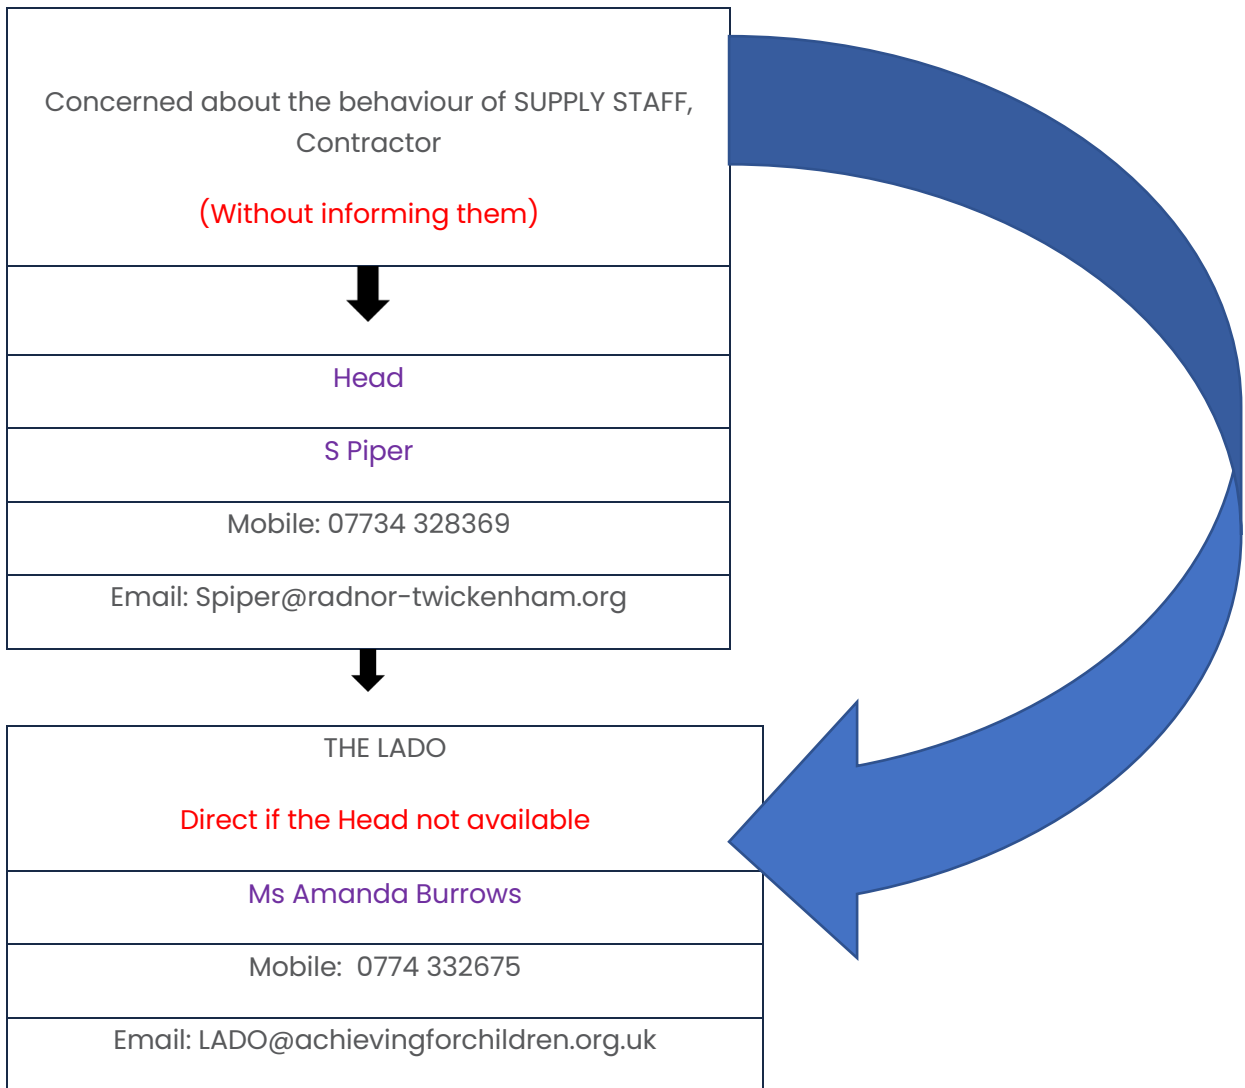 Concerned about the behaviour of SUPPLY STAFF,
Contractor
(Without informing them)
Head
S Piper
Mobile: 07734 328369
Email: Spiper@radnor-twickenham.org
THE LADO
Direct if the Head not available
Ms Amanda Burrows
Mobile:  0774 332675
Email: LADO@achievingforchildren.org.uk